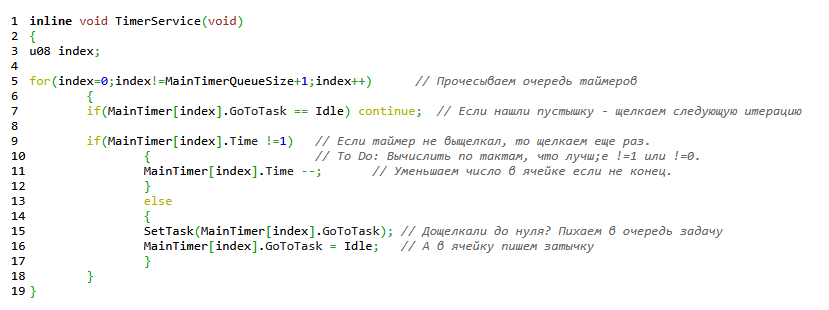 1 inline void TimerService(void)
2 {
3 u08 index;
4
5 for(index=0;index!=MainTimerQueueSize+1;index++) // Прочесываем очередь таймеров
6 {
7 if(MainTimer[index].GoToTask == Idle) continue; // Если нашли пустышку - щелкаем следующую итерацию
8
9 if(MainTimer[index].Time !=1) // Если таймер не выщелкал, то щелкаем еще раз.
10 { // To Do: Вычислить по тактам, что лучш;е !=1 или !=0.
11 MainTimer[index].Time --; // Уменьшаем число в ячейке если не конец.
12 }
13 else
14 {
15 SetTask(MainTimer[index].GoToTask); // Дощелкали до нуля? Пихаем в очередь задачу
16 MainTimer[index].GoToTask = Idle; // А в ячейку пишем затычку
17 }
18 }
19 }